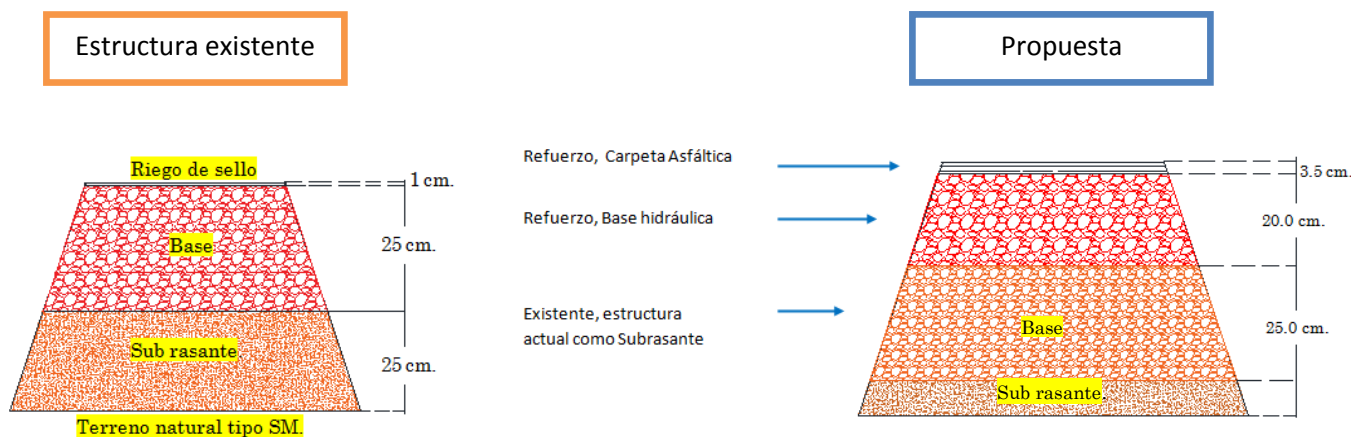 Estructura existente
Propuesta
Riego de sello
1 cm.
Base
25 cm.
Sub rasante.
25 cm.
Terreno natural tipo SM.
Refuerzo, Carpeta Asfáltica
Refuerzo, Base hidráulica
Existente, estructura
actual como Subrasante
3.5 cm.
20.0 cm.
Base
25.0 cm.
Sub rasante.